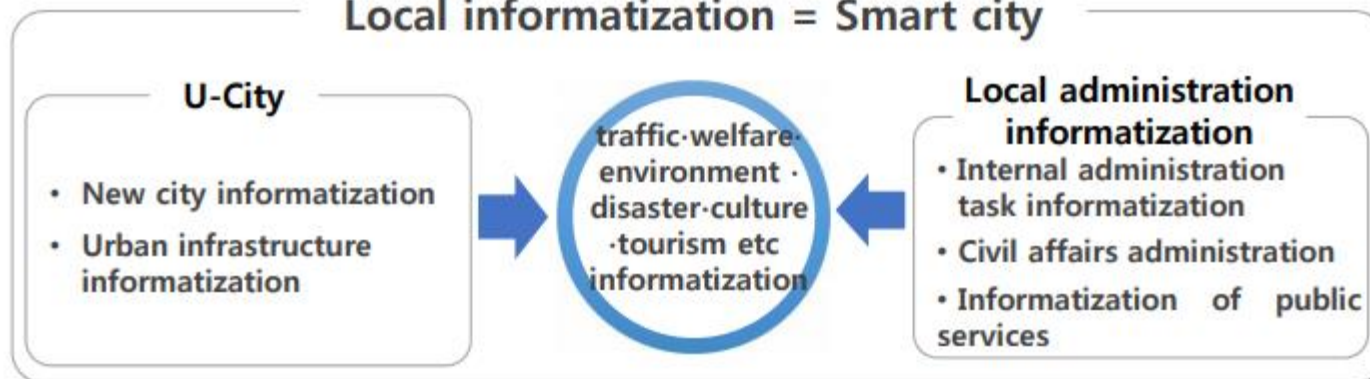 Local informatization = Smart city
U-City
• New city informatization
• Urban infrastructure
informatization
traffic·welfare·
environment ·
disaster·culture
·tourism etc
informatization
Local administration
informatization
• Internal administration
task informatization
• Civil affairs administration
• Informatization of public
services